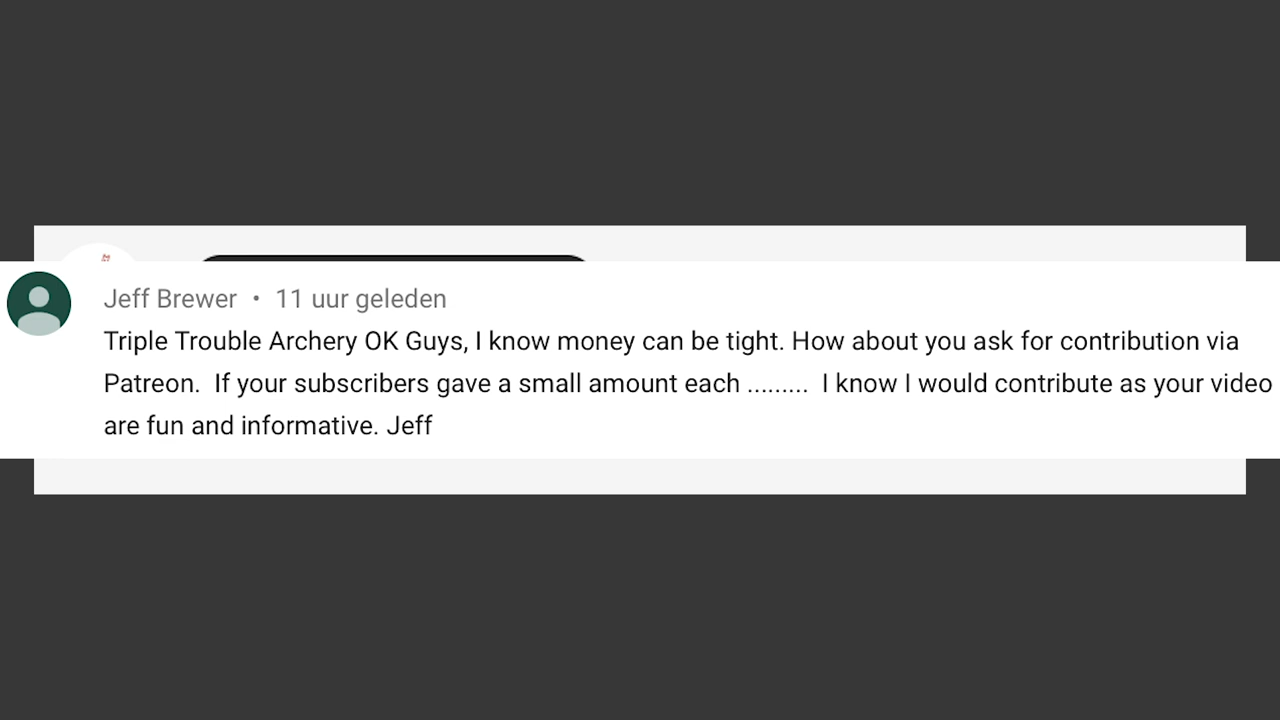 Jeff Brewer • 11 uur geleden
Triple Trouble Archery OK Guys, I know money can be tight. How about you ask for contribution via
Patreon.  If your subscribers gave a small amount each .........  I know I would contribute as your video
are fun and informative. Jeff